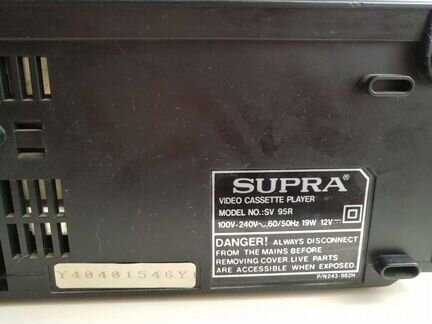 SUPRA®
VIDEO CASSETTE PLAYER
MODEL NO.:SV 95R
100V-240V~60/50Hz 19W 12V⎓
DANGER! ALWAYS DISCONNECT
FROM THE MAINS BEFORE
REMOVING COVER LIVE PARTS
ARE ACCESSIBLE WHEN EXPOSED
P/N243-982H
Y40401546Y